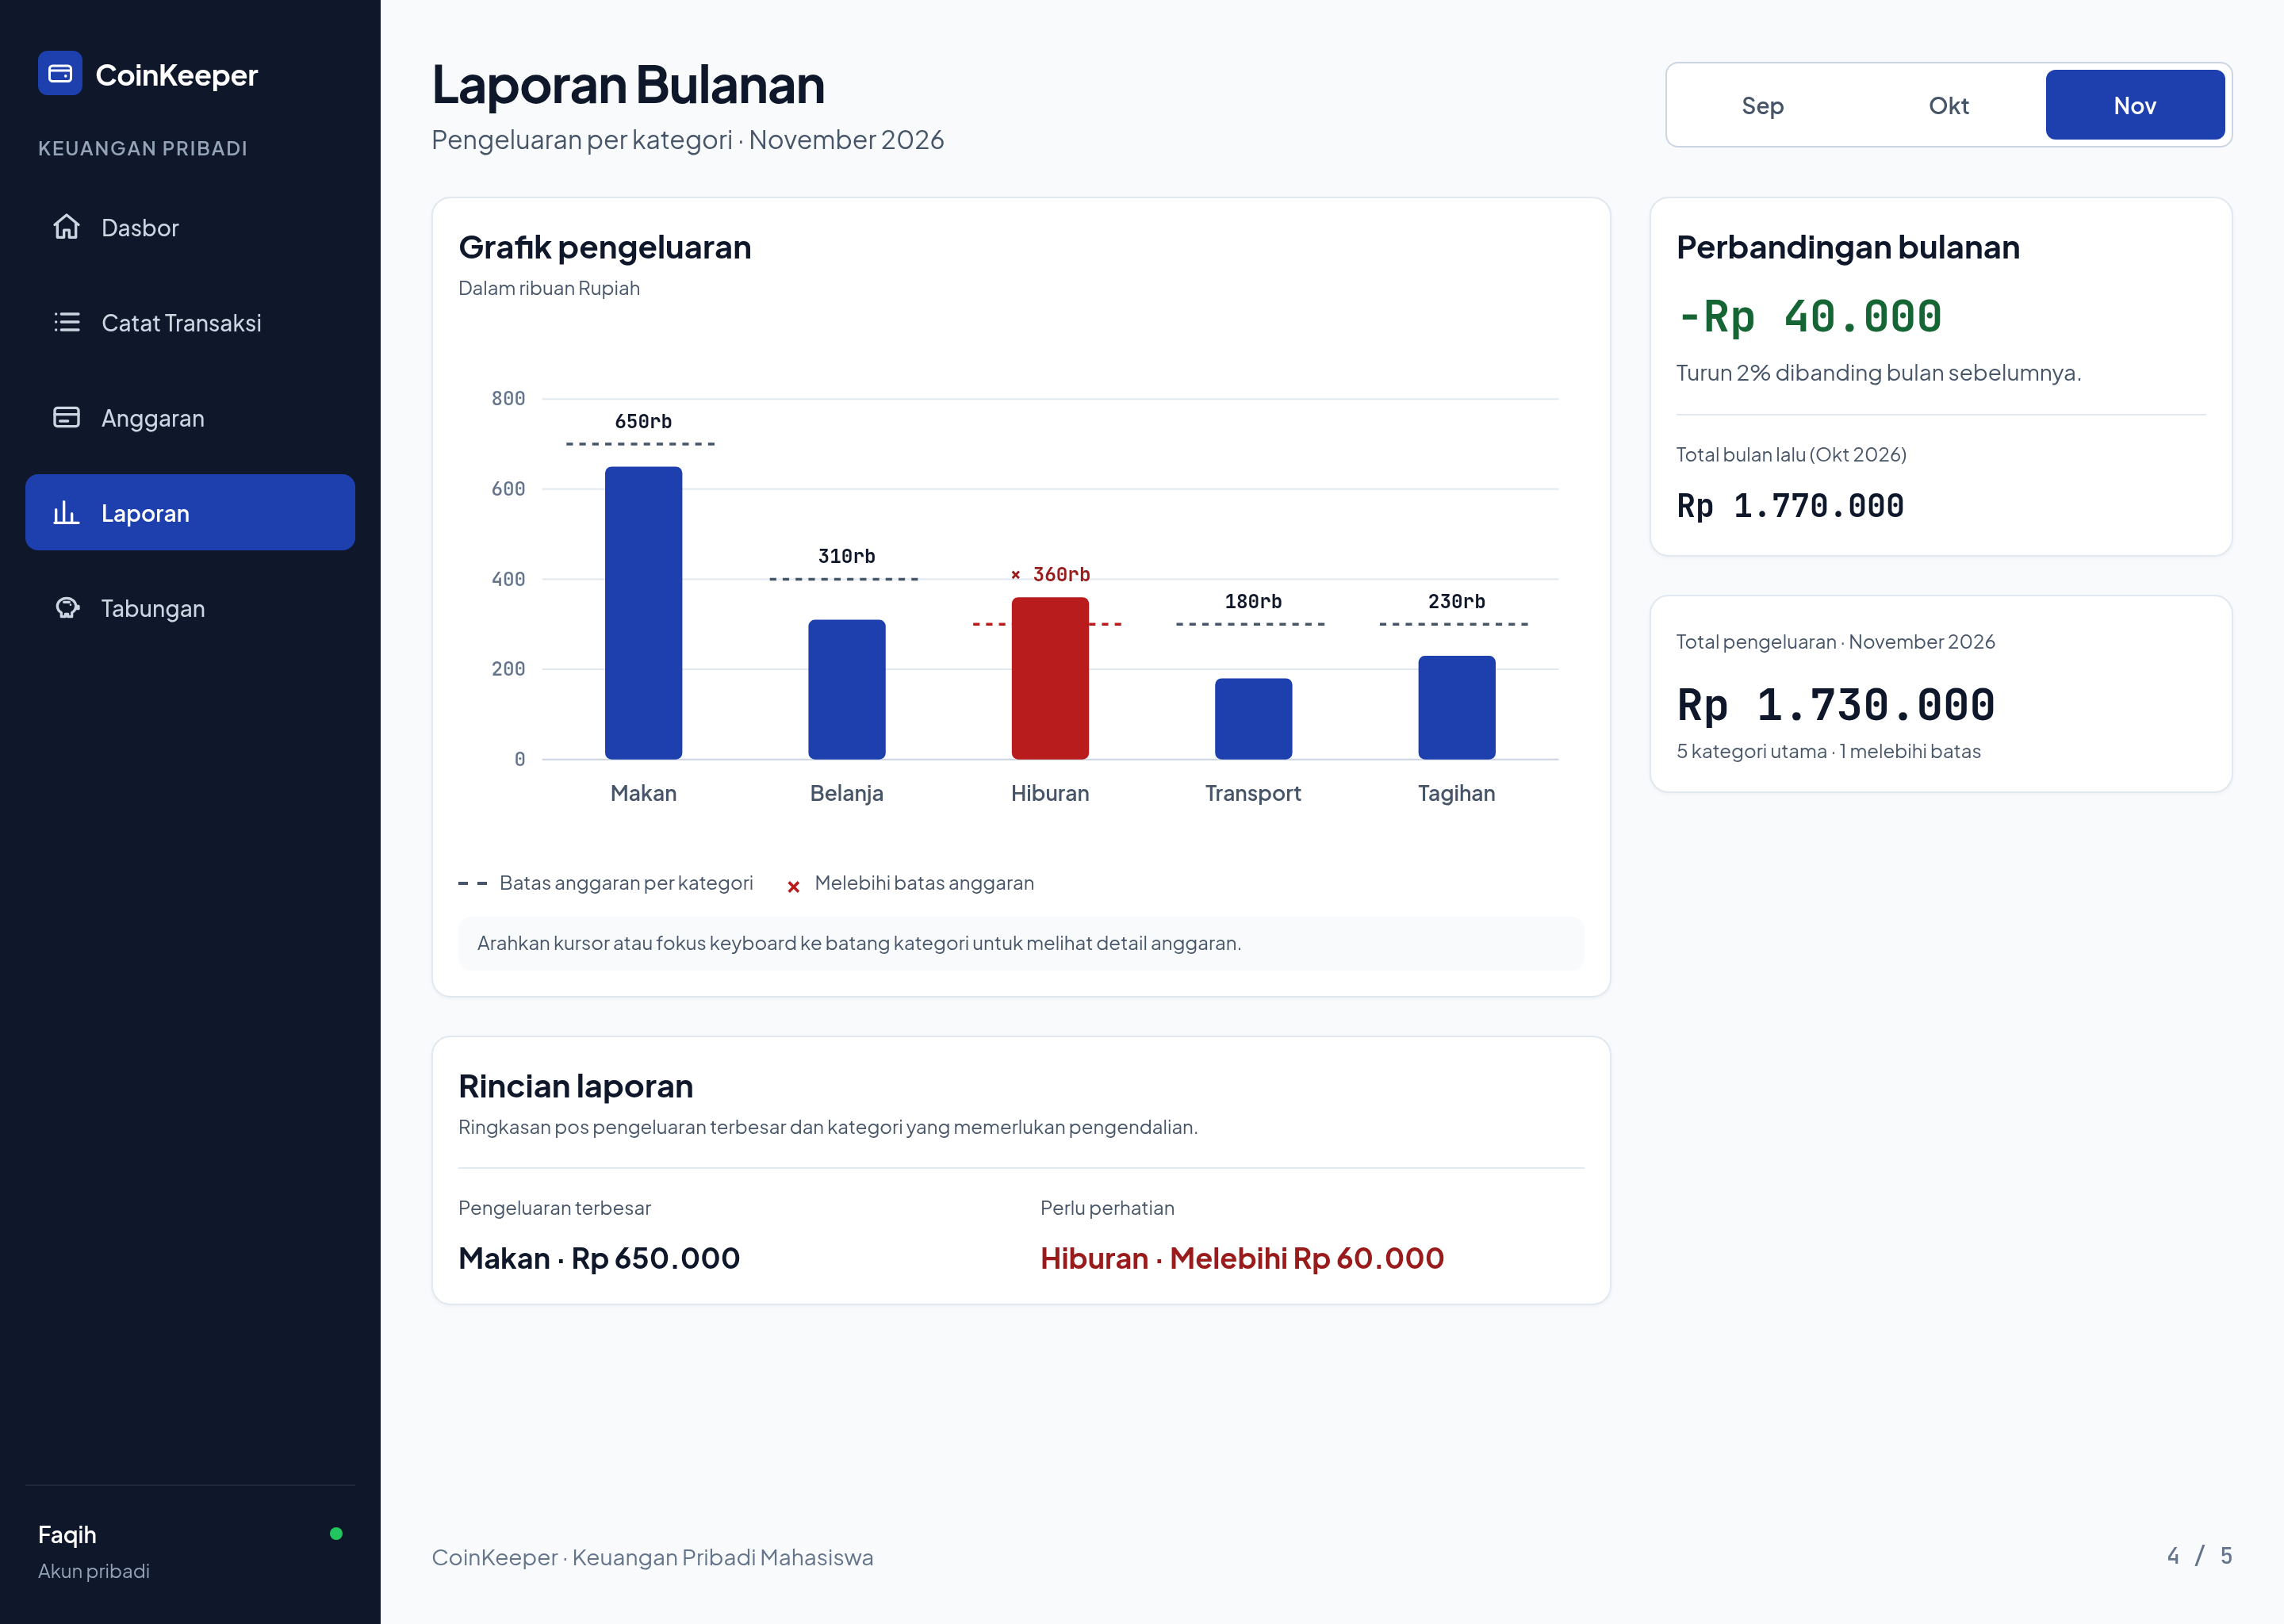 CoinKeeper
KEUANGAN PRIBADI
Dasbor
Catat Transaksi
Anggaran
Laporan
Tabungan
Faqih
Akun pribadi
Laporan Bulanan
Pengeluaran per kategori · November 2026
Sep
Okt
Nov
Grafik pengeluaran
Dalam ribuan Rupiah
800
600
400
200
0
650rb
310rb
× 360rb
180rb
230rb
Makan
Belanja
Hiburan
Transport
Tagihan
Batas anggaran per kategori
× Melebihi batas anggaran
Arahkan kursor atau fokus keyboard ke batang kategori untuk melihat detail anggaran.
Perbandingan bulanan
-Rp 40.000
Turun 2% dibanding bulan sebelumnya.
Total bulan lalu (Okt 2026)
Rp 1.770.000
Total pengeluaran · November 2026
Rp 1.730.000
5 kategori utama · 1 melebihi batas
Rincian laporan
Ringkasan pos pengeluaran terbesar dan kategori yang memerlukan pengendalian.
Pengeluaran terbesar
Makan · Rp 650.000
Perlu perhatian
Hiburan · Melebihi Rp 60.000
CoinKeeper · Keuangan Pribadi Mahasiswa
4 / 5